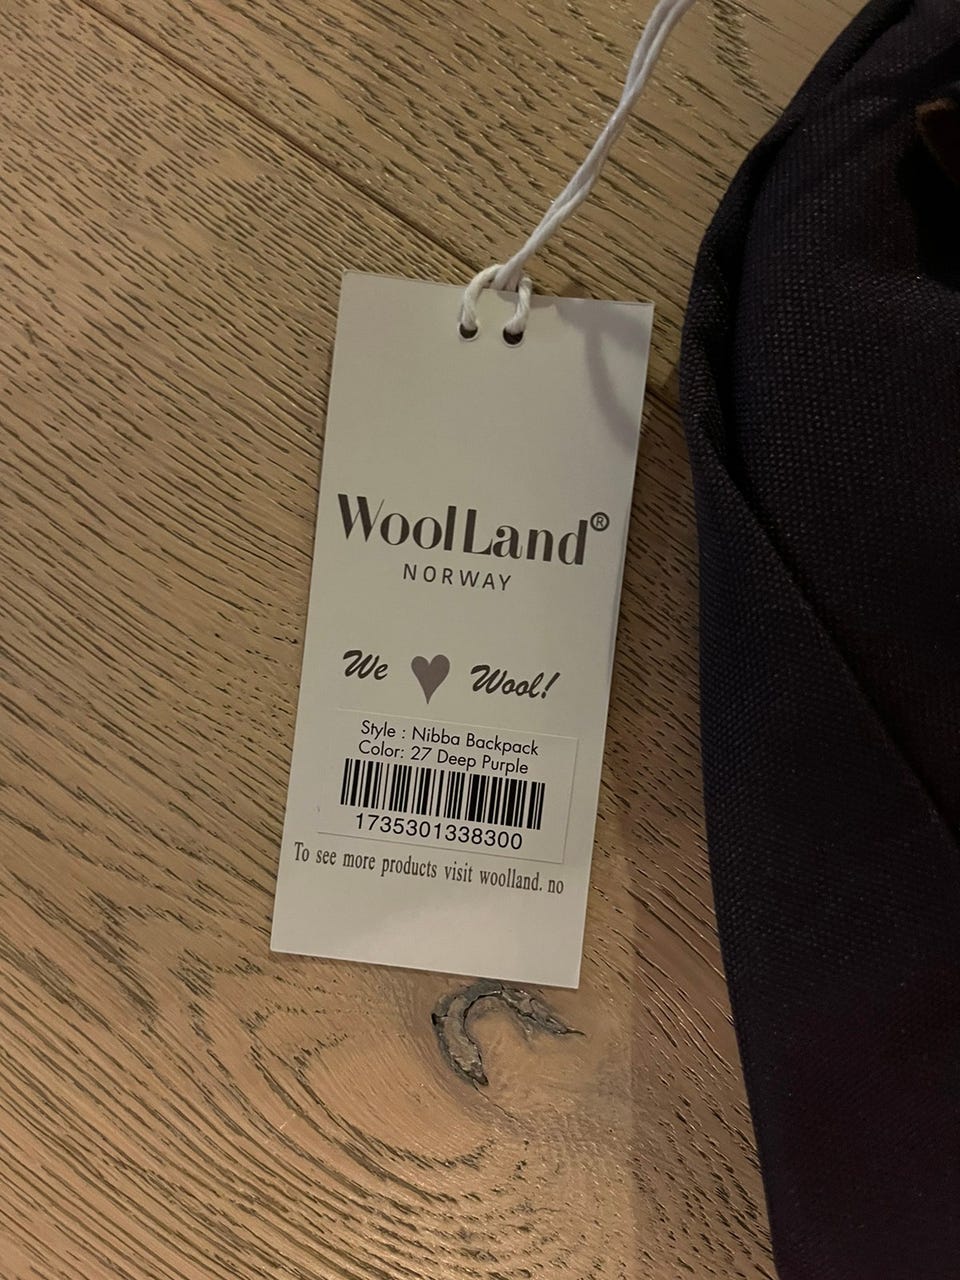 WoolLand®
NORWAY
We ♥ Wool!
Style : Nibba Backpack
Color: 27 Deep Purple
1735301338300
To see more products visit woolland. no